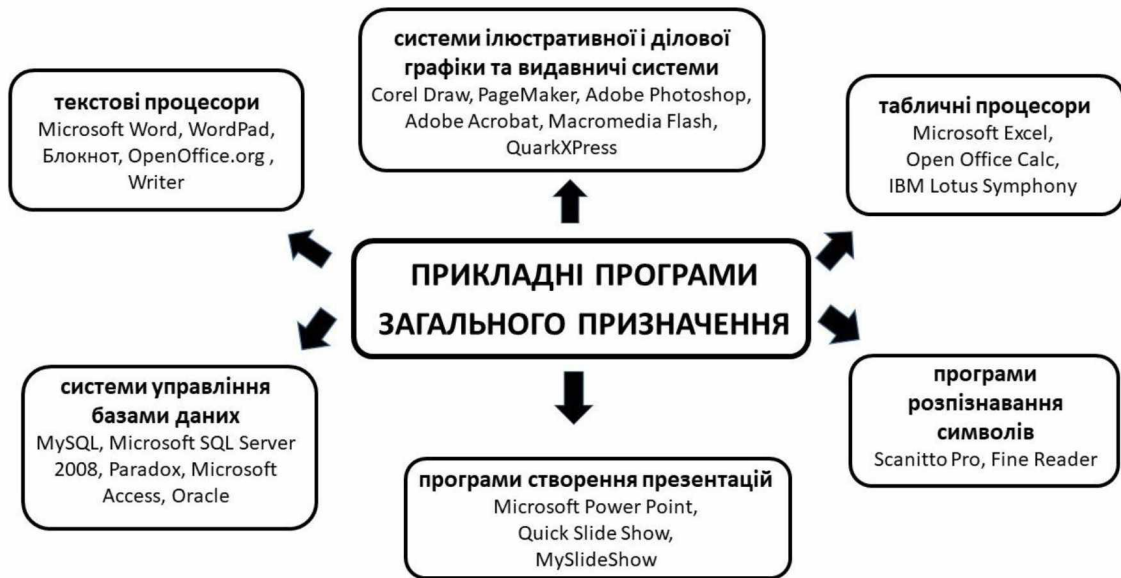 системи ілюстративної і ділової
графіки та видавничі системи
Corel Draw, PageMaker, Adobe Photoshop,
Adobe Acrobat, Macromedia Flash,
QuarkXPress
текстові процесори
Microsoft Word, WordPad,
Блокнот, OpenOffice.org ,
Writer
табличні процесори
Microsoft Excel,
Open Office Calc,
IBM Lotus Symphony
ПРИКЛАДНІ ПРОГРАМИ
ЗАГАЛЬНОГО ПРИЗНАЧЕННЯ
системи управління
базами даних
MySQL, Microsoft SQL Server
2008, Paradox, Microsoft
Access, Oracle
програми створення презентацій
Microsoft Power Point,
Quick Slide Show,
MySlideShow
програми
розпізнавання
символів
Scanitto Pro, Fine Reader